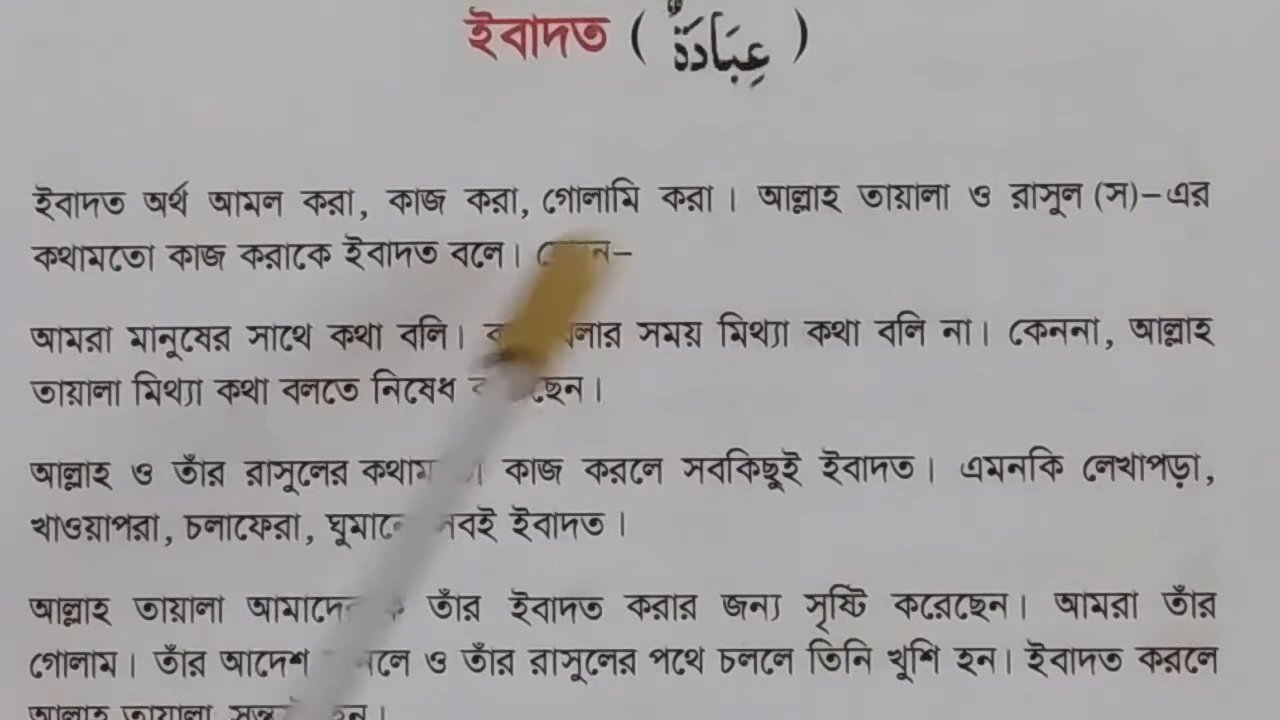 ইবাদত ( عِبَادَةٌ )
ইবাদত অর্থ আমল করা, কাজ করা, গোলামি করা। আল্লাহ তায়ালা ও রাসুল (স)-এর
কথামতো কাজ করাকে ইবাদত বলে।
আমরা মানুষের সাথে কথা বলি। সময় মিথ্যা কথা বলি না। কেননা, আল্লাহ
তায়ালা মিথ্যা কথা বলতে নিষেধ
আল্লাহ ও তাঁর রাসুলের কাজ করলে সবকিছুই ইবাদত। এমনকি লেখাপড়া,
খাওয়াপরা, চলাফেরা, ইবাদত।
আল্লাহ তায়ালা তাঁর ইবাদত করার জন্য সৃষ্টি করেছেন। আমরা তাঁর
গোলাম। তাঁর আদেশ ও তাঁর রাসুলের পথে চললে তিনি খুশি হন। ইবাদত করলে
আল্লাহ তায়ালা